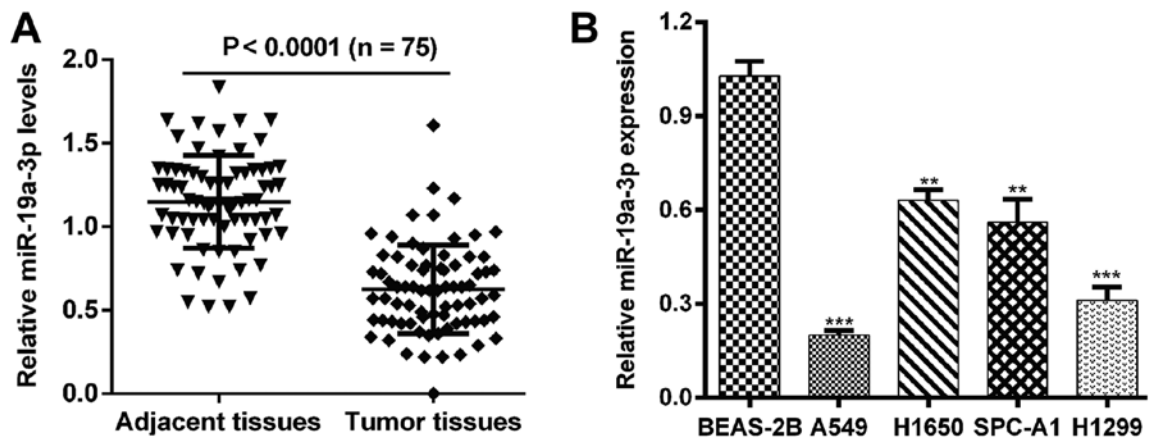 A
P< 0.0001 (n = 75)
Relative miR-19a-3p levels
2.0
1.5
1.0
0.5
0.0
Adjacent tissues Tumor tissues
B
Relative miR-19a-3p expression
1.2
0.9
0.6
0.3
0.0
***
**
**
***
BEAS-2B A549 H1650 SPC-A1 H1299